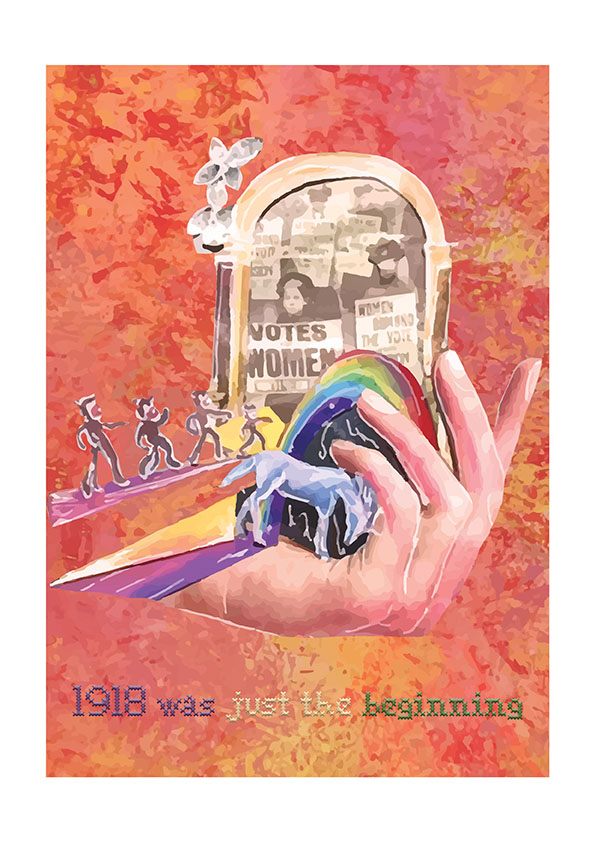 VOTES
WOMEN
WOMEN
DEMAND
THE VOTE
1918 was just the beginning